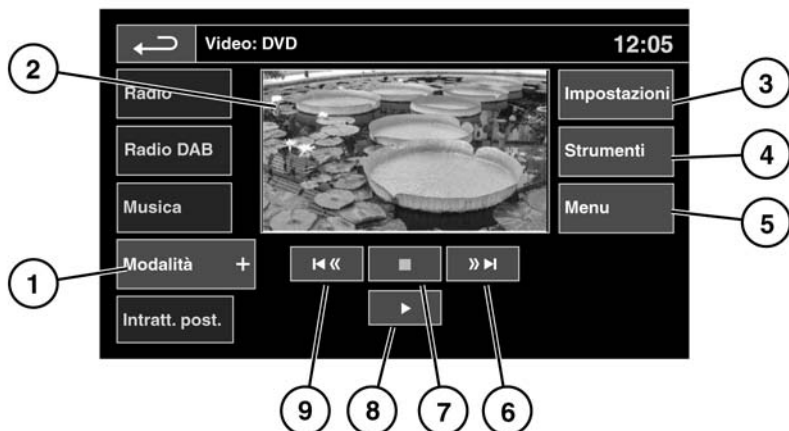 Video: DVD
12:05
Radio
Radio DAB
Musica
Modalità +
Intratt. post.
Impostazioni
Strumenti
Menu
1
2
3
4
5
6
7
8
9